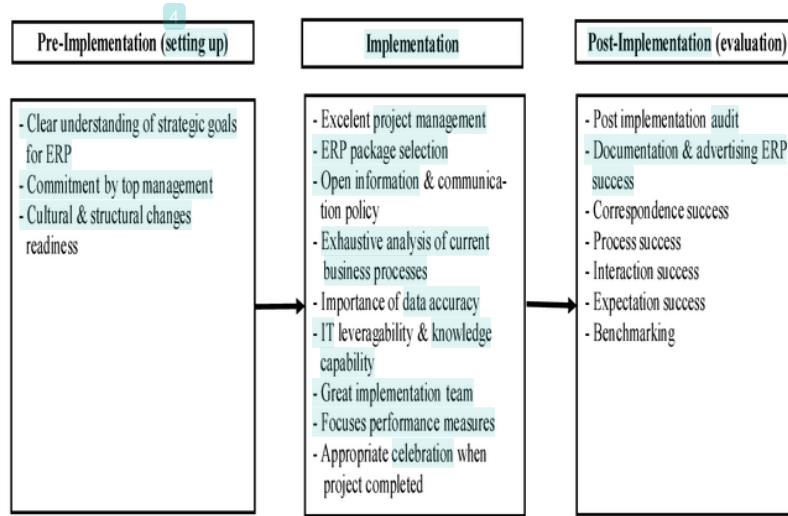 4
Pre-Implementation (setting up)
Implementation
Post-Implementation (evaluation)
- Clear understanding of strategic goals
for ERP
- Commitment by top management
- Cultural & structural changes
readiness
- Excelent project management
- ERP package selection
- Open information & communica-
tion policy
- Exhaustive analysis of current
business processes
- Importance of data accuracy
- IT leveragability & knowledge
capability
- Great implementation team
- Focuses performance measures
- Appropriate celebration when
project completed
- Post implementation audit
- Documentation & advertising ERP
success
- Correspondence success
- Process success
- Interaction success
- Expectation success
- Benchmarking